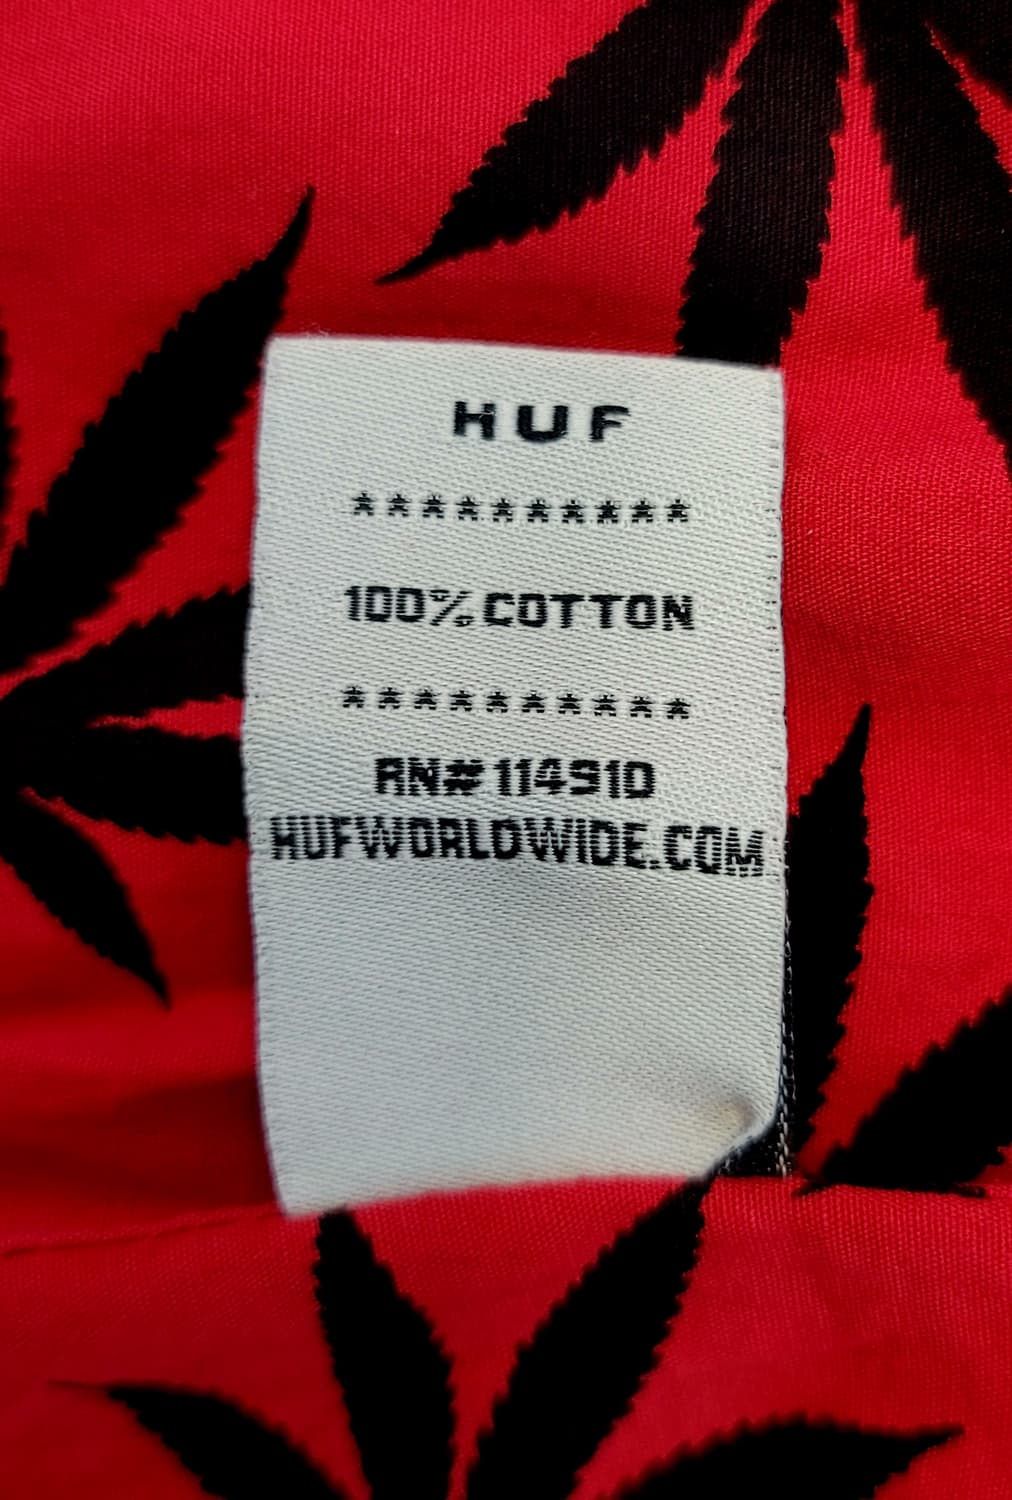 HUF
**********
100% COTTON
**********
RN# 114910
HUFWORLDWIDE.COM